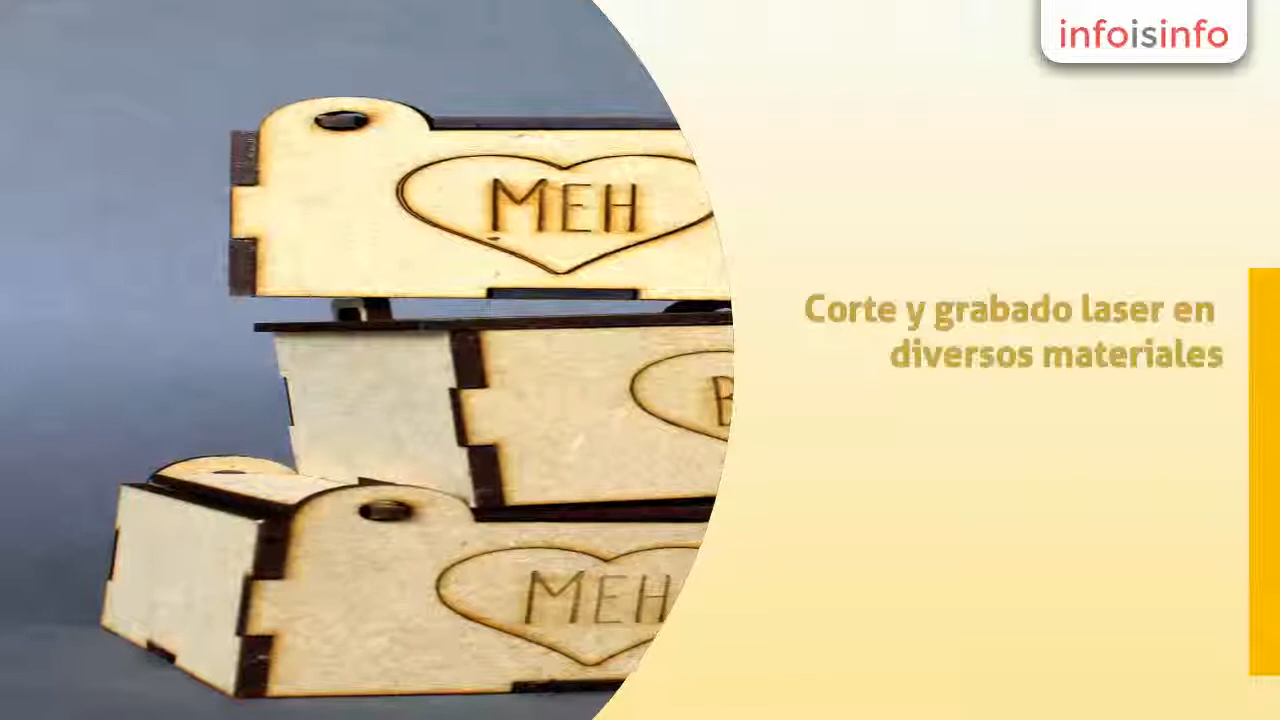 infoisinfo
MEH
Corte y grabado laser en
diversos materiales
B
MEH